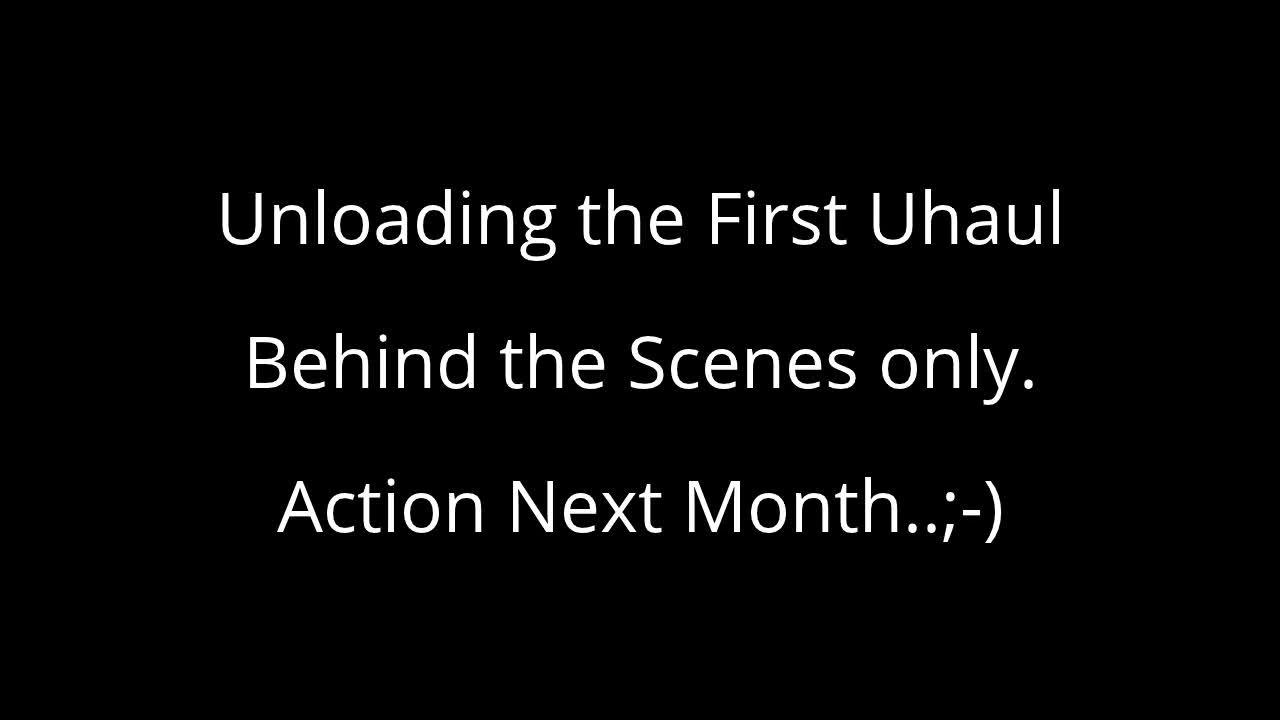 Unloading the First Uhaul
Behind the Scenes only.
Action Next Month..;-)